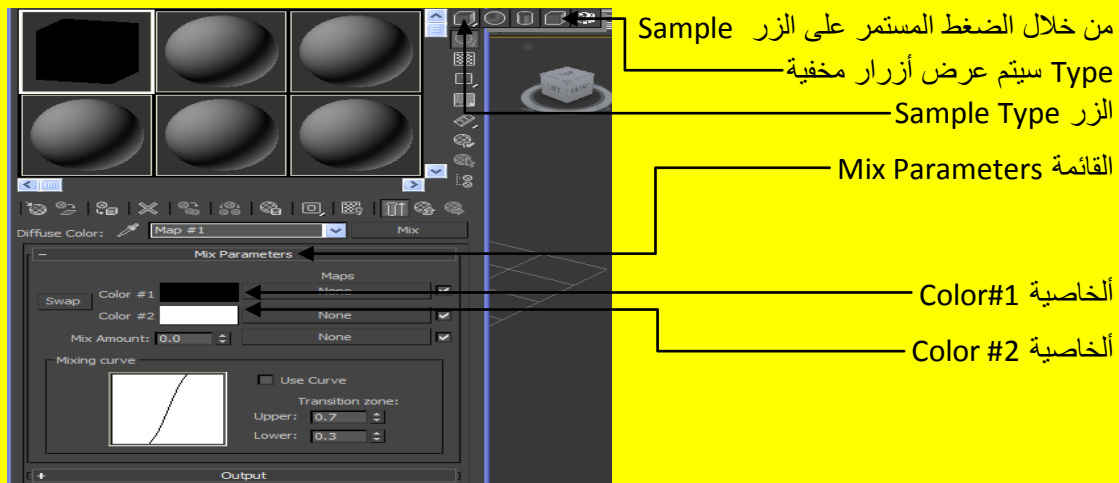 من خلال الضغط المستمر على الزر Sample
Type سيتم عرض أزرار مخفية
الزر Sample Type
القائمة Mix Parameters
ألخاصية Color#1
ألخاصية Color #2
Diffuse Color: Map #1 Mix
Mix Parameters
Maps
Swap Color #1 None
Color #2 None
Mix Amount: 0.0 None
Mixing curve
Use Curve
Transition zone:
Upper: 0.7
Lower: 0.3
+ Output